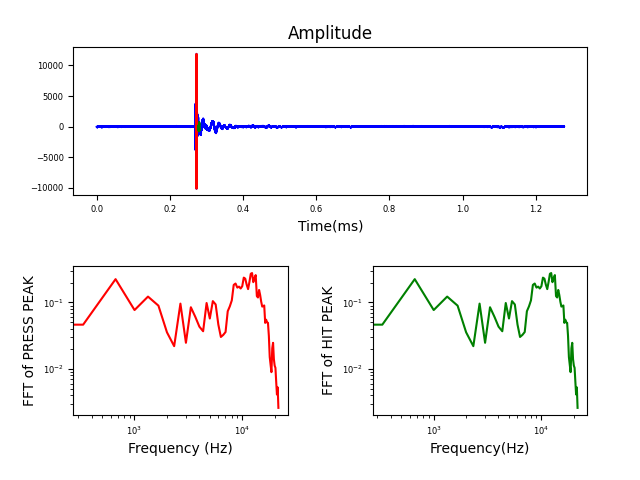 Amplitude
10000
5000
0
−5000
−10000
0.0 0.2 0.4 0.6 0.8 1.0 1.2
Time(ms)
FFT of PRESS PEAK
10⁻¹
10⁻²
10³ 10⁴
Frequency (Hz)
FFT of HIT PEAK
10⁻¹
10⁻²
10³ 10⁴
Frequency(Hz)